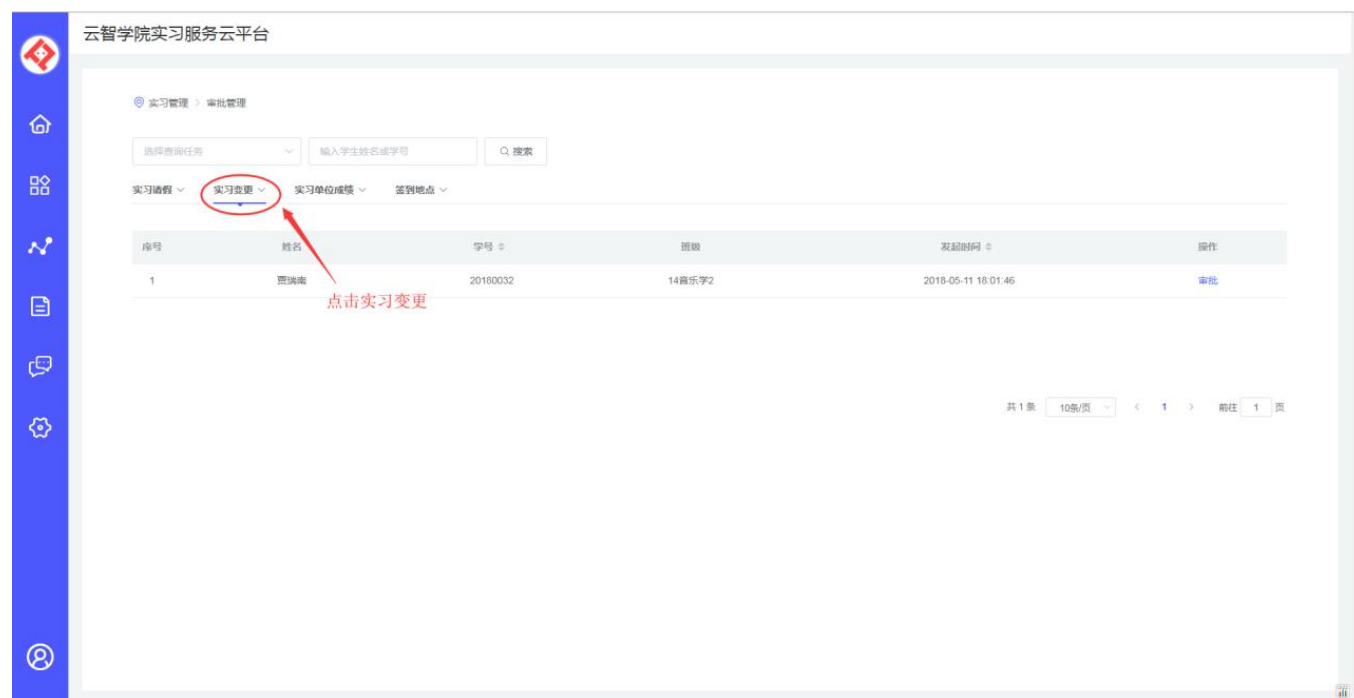 云智学院实习服务云平台
实习管理 > 审批管理
选择查询任务 输入学生姓名或学号 搜索
实习请假 实习变更 实习单位成绩 签到地点
序号 姓名 学号 班级 发起时间 操作
1 贾瑞南 20180032 14音乐学2 2018-05-11 18:01:46 审批
点击实习变更
共1条 10条/页 < 1 > 前往 1 页